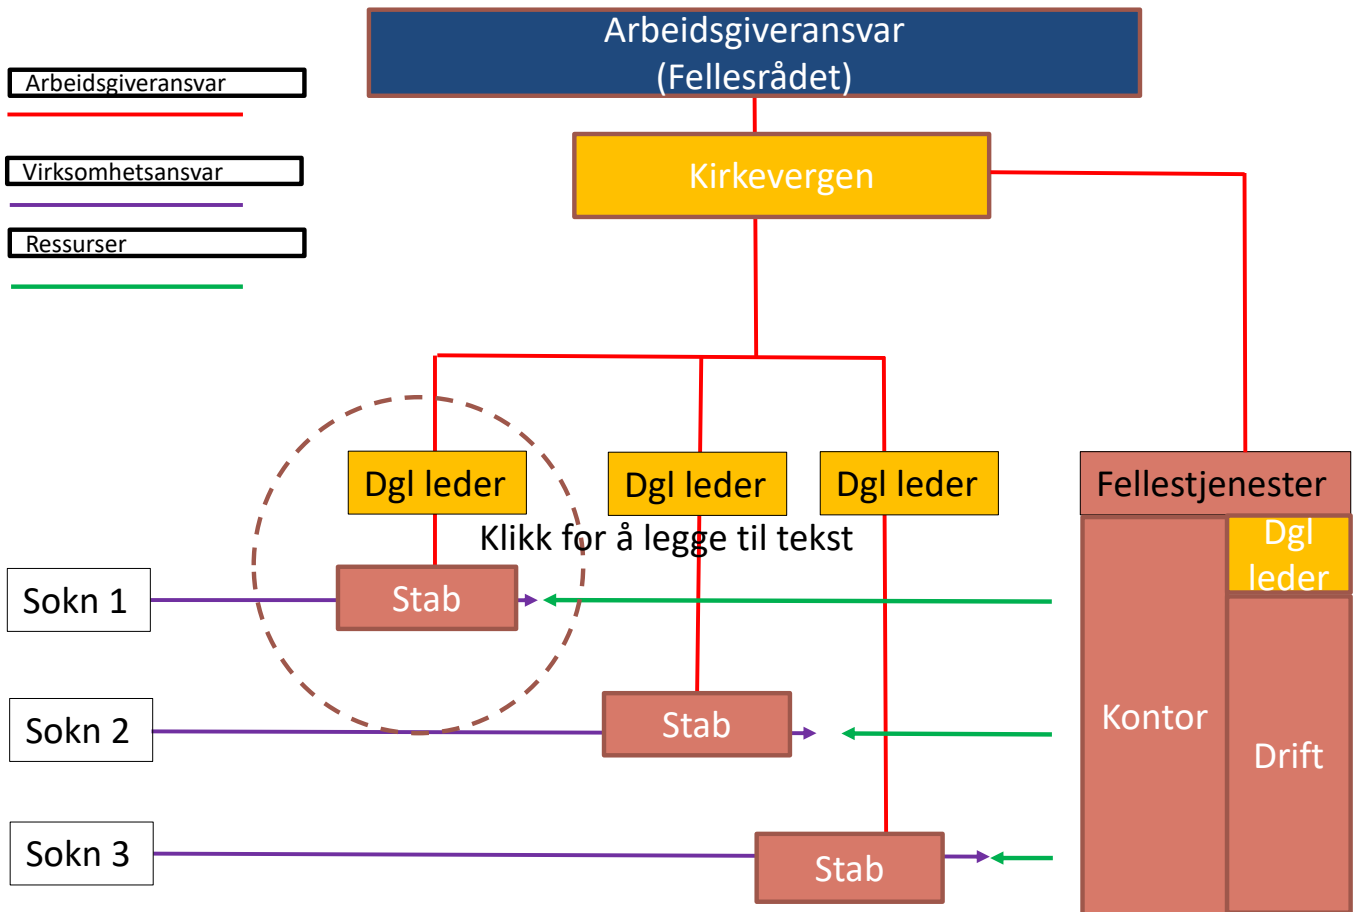 Arbeidsgiveransvar
(Fellesrådet)
Arbeidsgiveransvar
Virksomhetsansvar
Ressurser
Kirkevergen
Dgl leder
Dgl leder
Dgl leder
Fellestjenester
Klikk for å legge til tekst
Dgl
leder
Sokn 1
Stab
Sokn 2
Stab
Kontor
Drift
Sokn 3
Stab